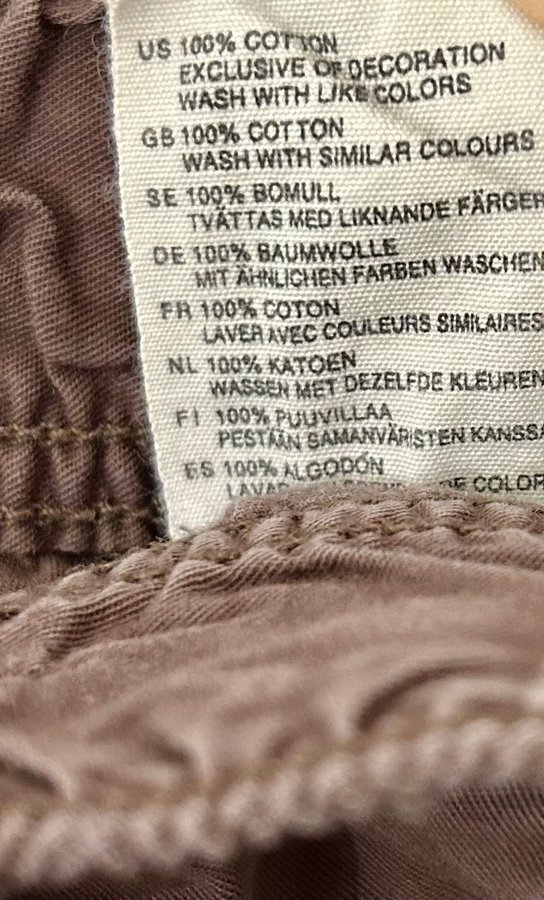 US 100% COTTON
EXCLUSIVE OF DECORATION
WASH WITH LIKE COLORS
GB 100% COTTON
WASH WITH SIMILAR COLOURS
SE 100% BOMULL
TVÄTTAS MED LIKNANDE FÄRGER
DE 100% BAUMWOLLE
MIT ÄHNLICHEN FARBEN WASCHEN
FR 100% COTON
LAVER AVEC COULEURS SIMILAIRES
NL 100% KATOEN
WASSEN MET DEZELFDE KLEUREN
FI 100% PUUVILLAA
PESTÄÄN SAMANVÄRISTEN KANSSA
ES 100% ALGODÓN
DE COLOR